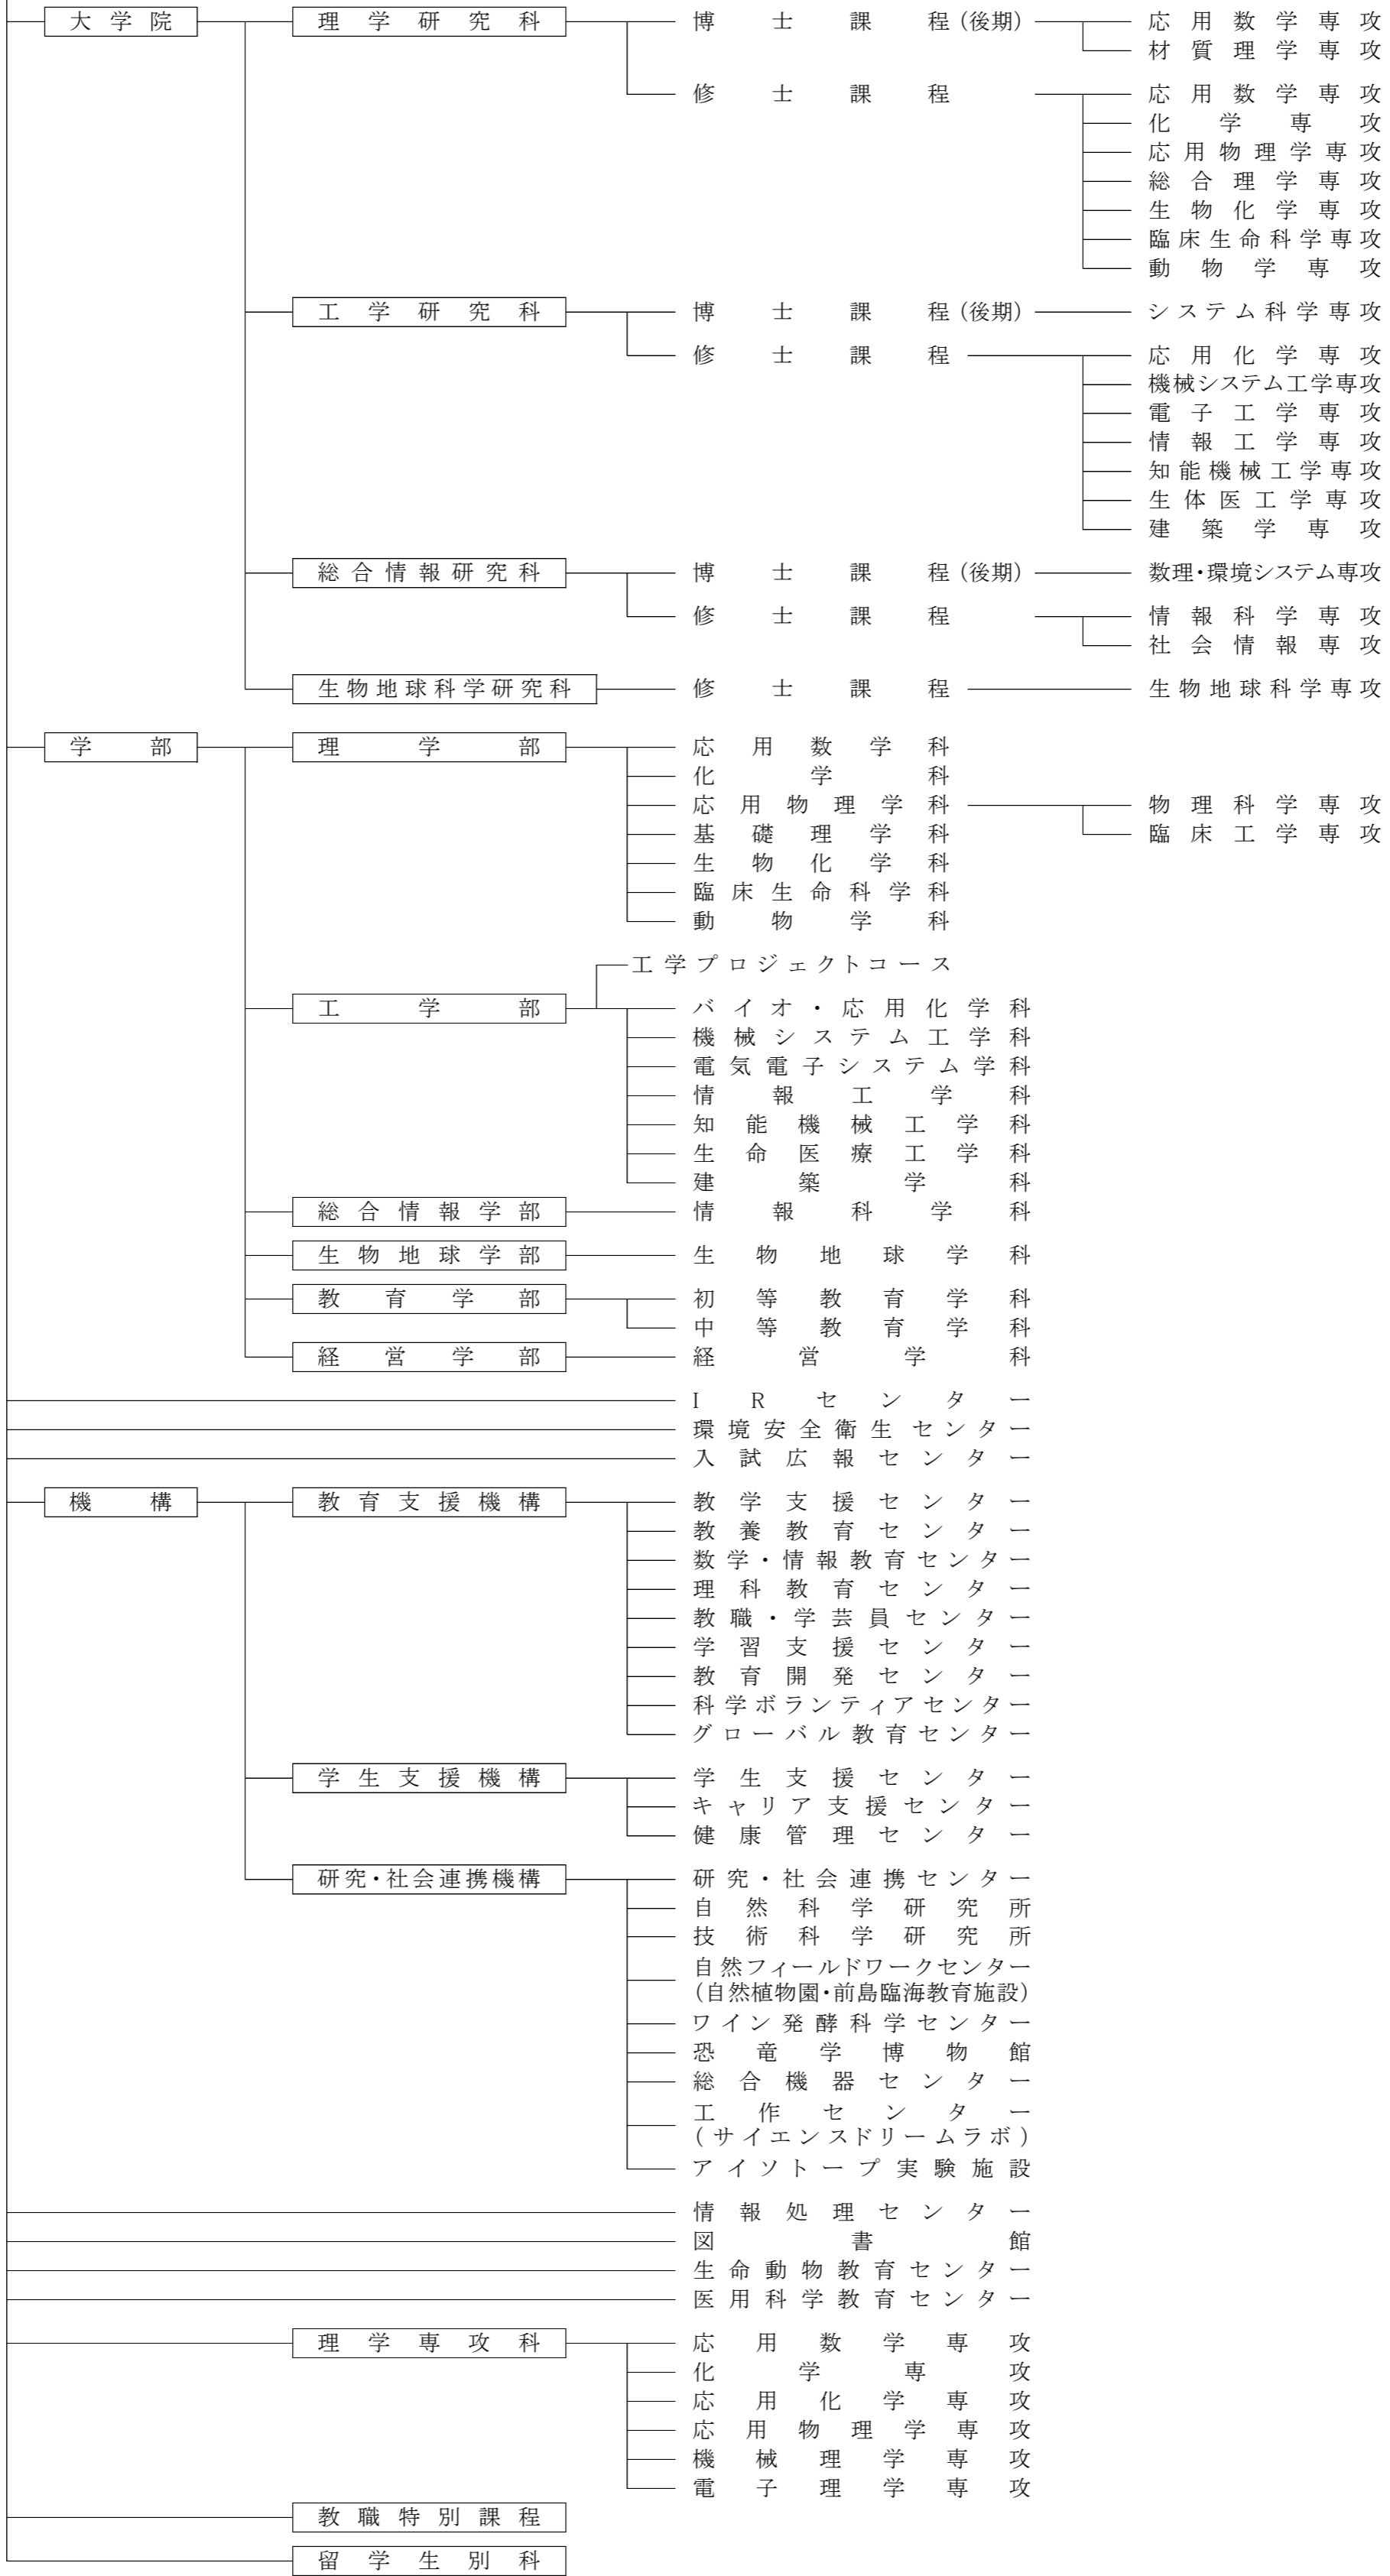 大学院 理学研究科 博士課程(後期) 応用数学専攻
材質理学専攻
修士課程 応用数学専攻
化学専攻
応用物理学専攻
総合理学専攻
生物化学専攻
臨床生命科学専攻
動物学専攻
工学研究科 博士課程(後期) システム科学専攻
修士課程 応用化学専攻
機械システム工学専攻
電子工学専攻
情報工学専攻
知能機械工学専攻
生体医工学専攻
建築学専攻
総合情報研究科 博士課程(後期) 数理・環境システム専攻
修士課程 情報科学専攻
社会情報専攻
生物地球科学研究科 修士課程 生物地球科学専攻
学部 理学部 応用数学科
化学科
応用物理学科 物理科学専攻
基礎理学科 臨床工学専攻
生物化学科
臨床生命科学科
動物学科
工学プロジェクトコース
工学部 バイオ・応用化学科
機械システム工学科
電気電子システム学科
情報工学科
知能機械工学科
生命医療工学科
建築学科
総合情報学部 情報科学科
生物地球学部 生物地球学科
教育学部 初等教育学科
中等教育学科
経営学部 経営学科
IRセンター
環境安全衛生センター
入試広報センター
機構 教育支援機構 教学支援センター
教養教育センター
数学・情報教育センター
理科教育センター
教職・学芸員センター
学習支援センター
教育開発センター
科学ボランティアセンター
グローバル教育センター
学生支援機構 学生支援センター
キャリア支援センター
健康管理センター
研究・社会連携機構 研究・社会連携センター
自然科学研究所
技術科学研究所
自然フィールドワークセンター
(自然植物園・前島臨海教育施設)
ワイン発酵科学センター
恐竜学博物館
総合機器センター
工作センター
(サイエンスドリームラボ)
アイソトープ実験施設
情報処理センター
図書館
生命動物教育センター
医用科学教育センター
理学専攻科 応用数学専攻
化学専攻
応用化学専攻
応用物理学専攻
機械理学専攻
電子理学専攻
教職特別課程
留学生別科